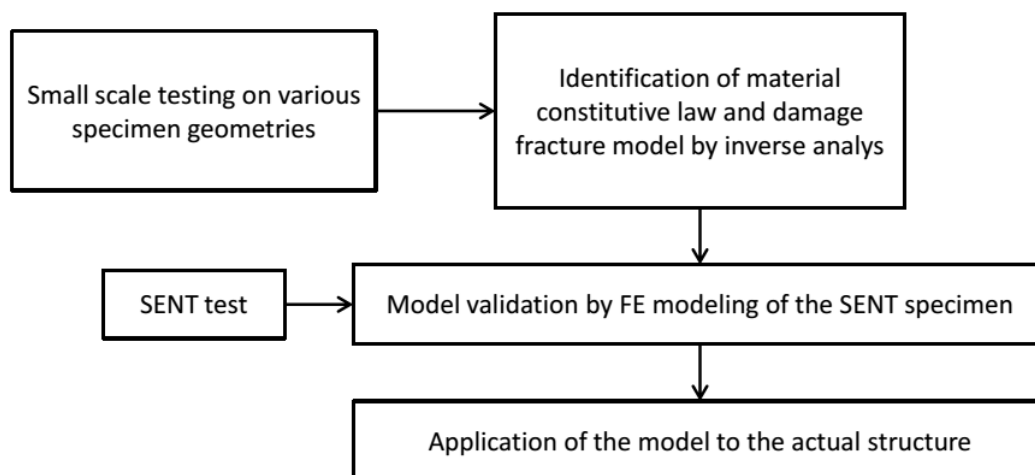 Small scale testing on various
specimen geometries
Identification of material
constitutive law and damage
fracture model by inverse analys
SENT test
Model validation by FE modeling of the SENT specimen
Application of the model to the actual structure